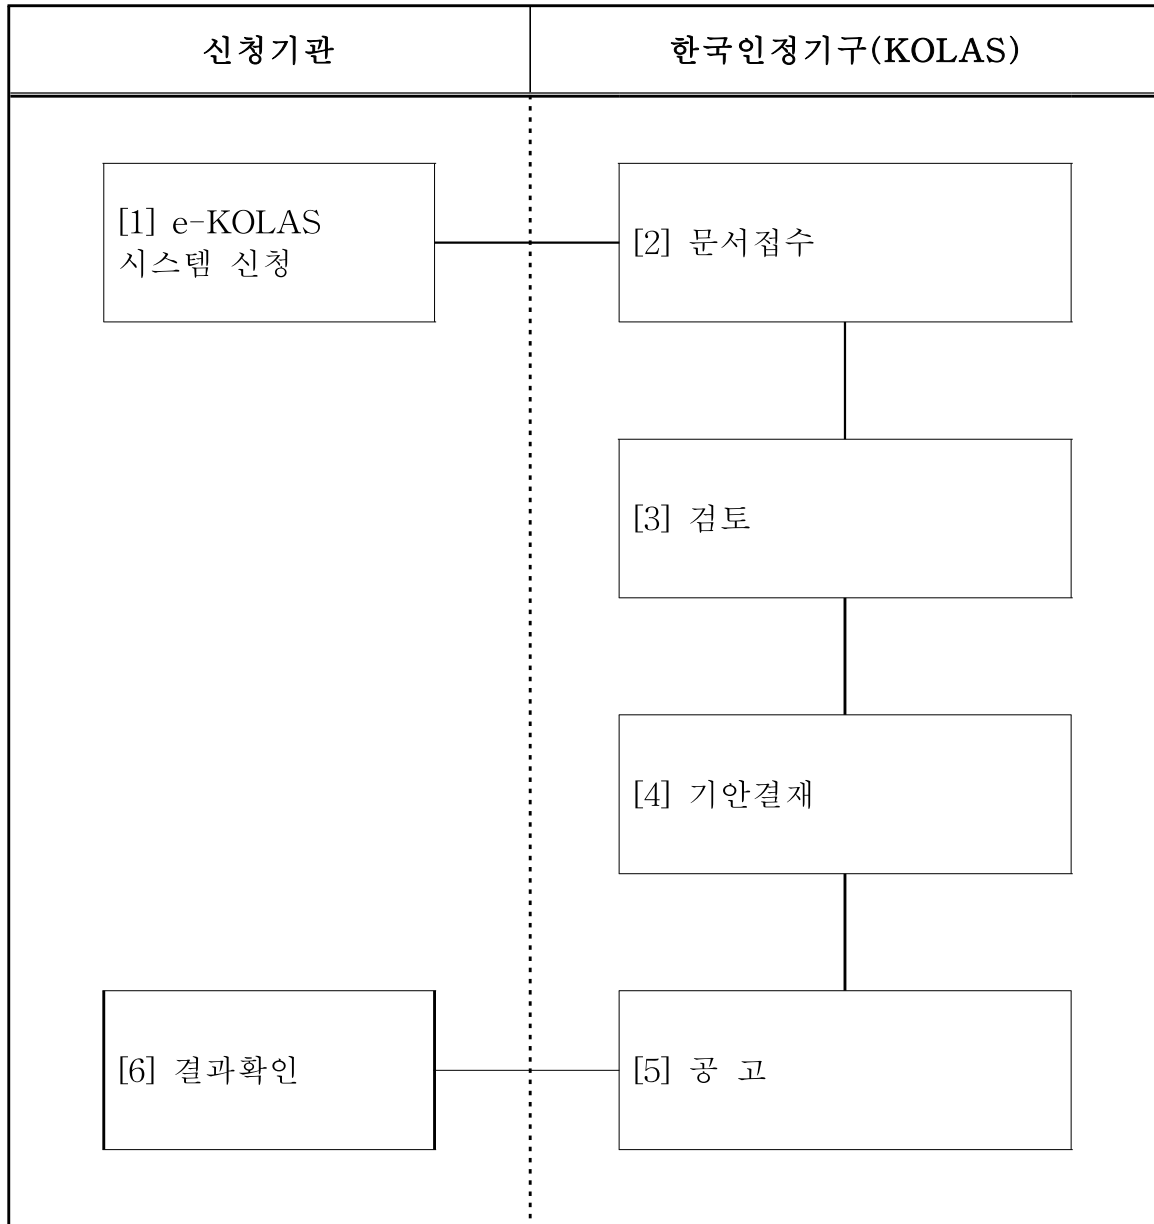 신청기관
한국인정기구(KOLAS)
[1] e-KOLAS
시스템 신청
[2] 문서접수
[3] 검토
[4] 기안결재
[6] 결과확인
[5] 공 고